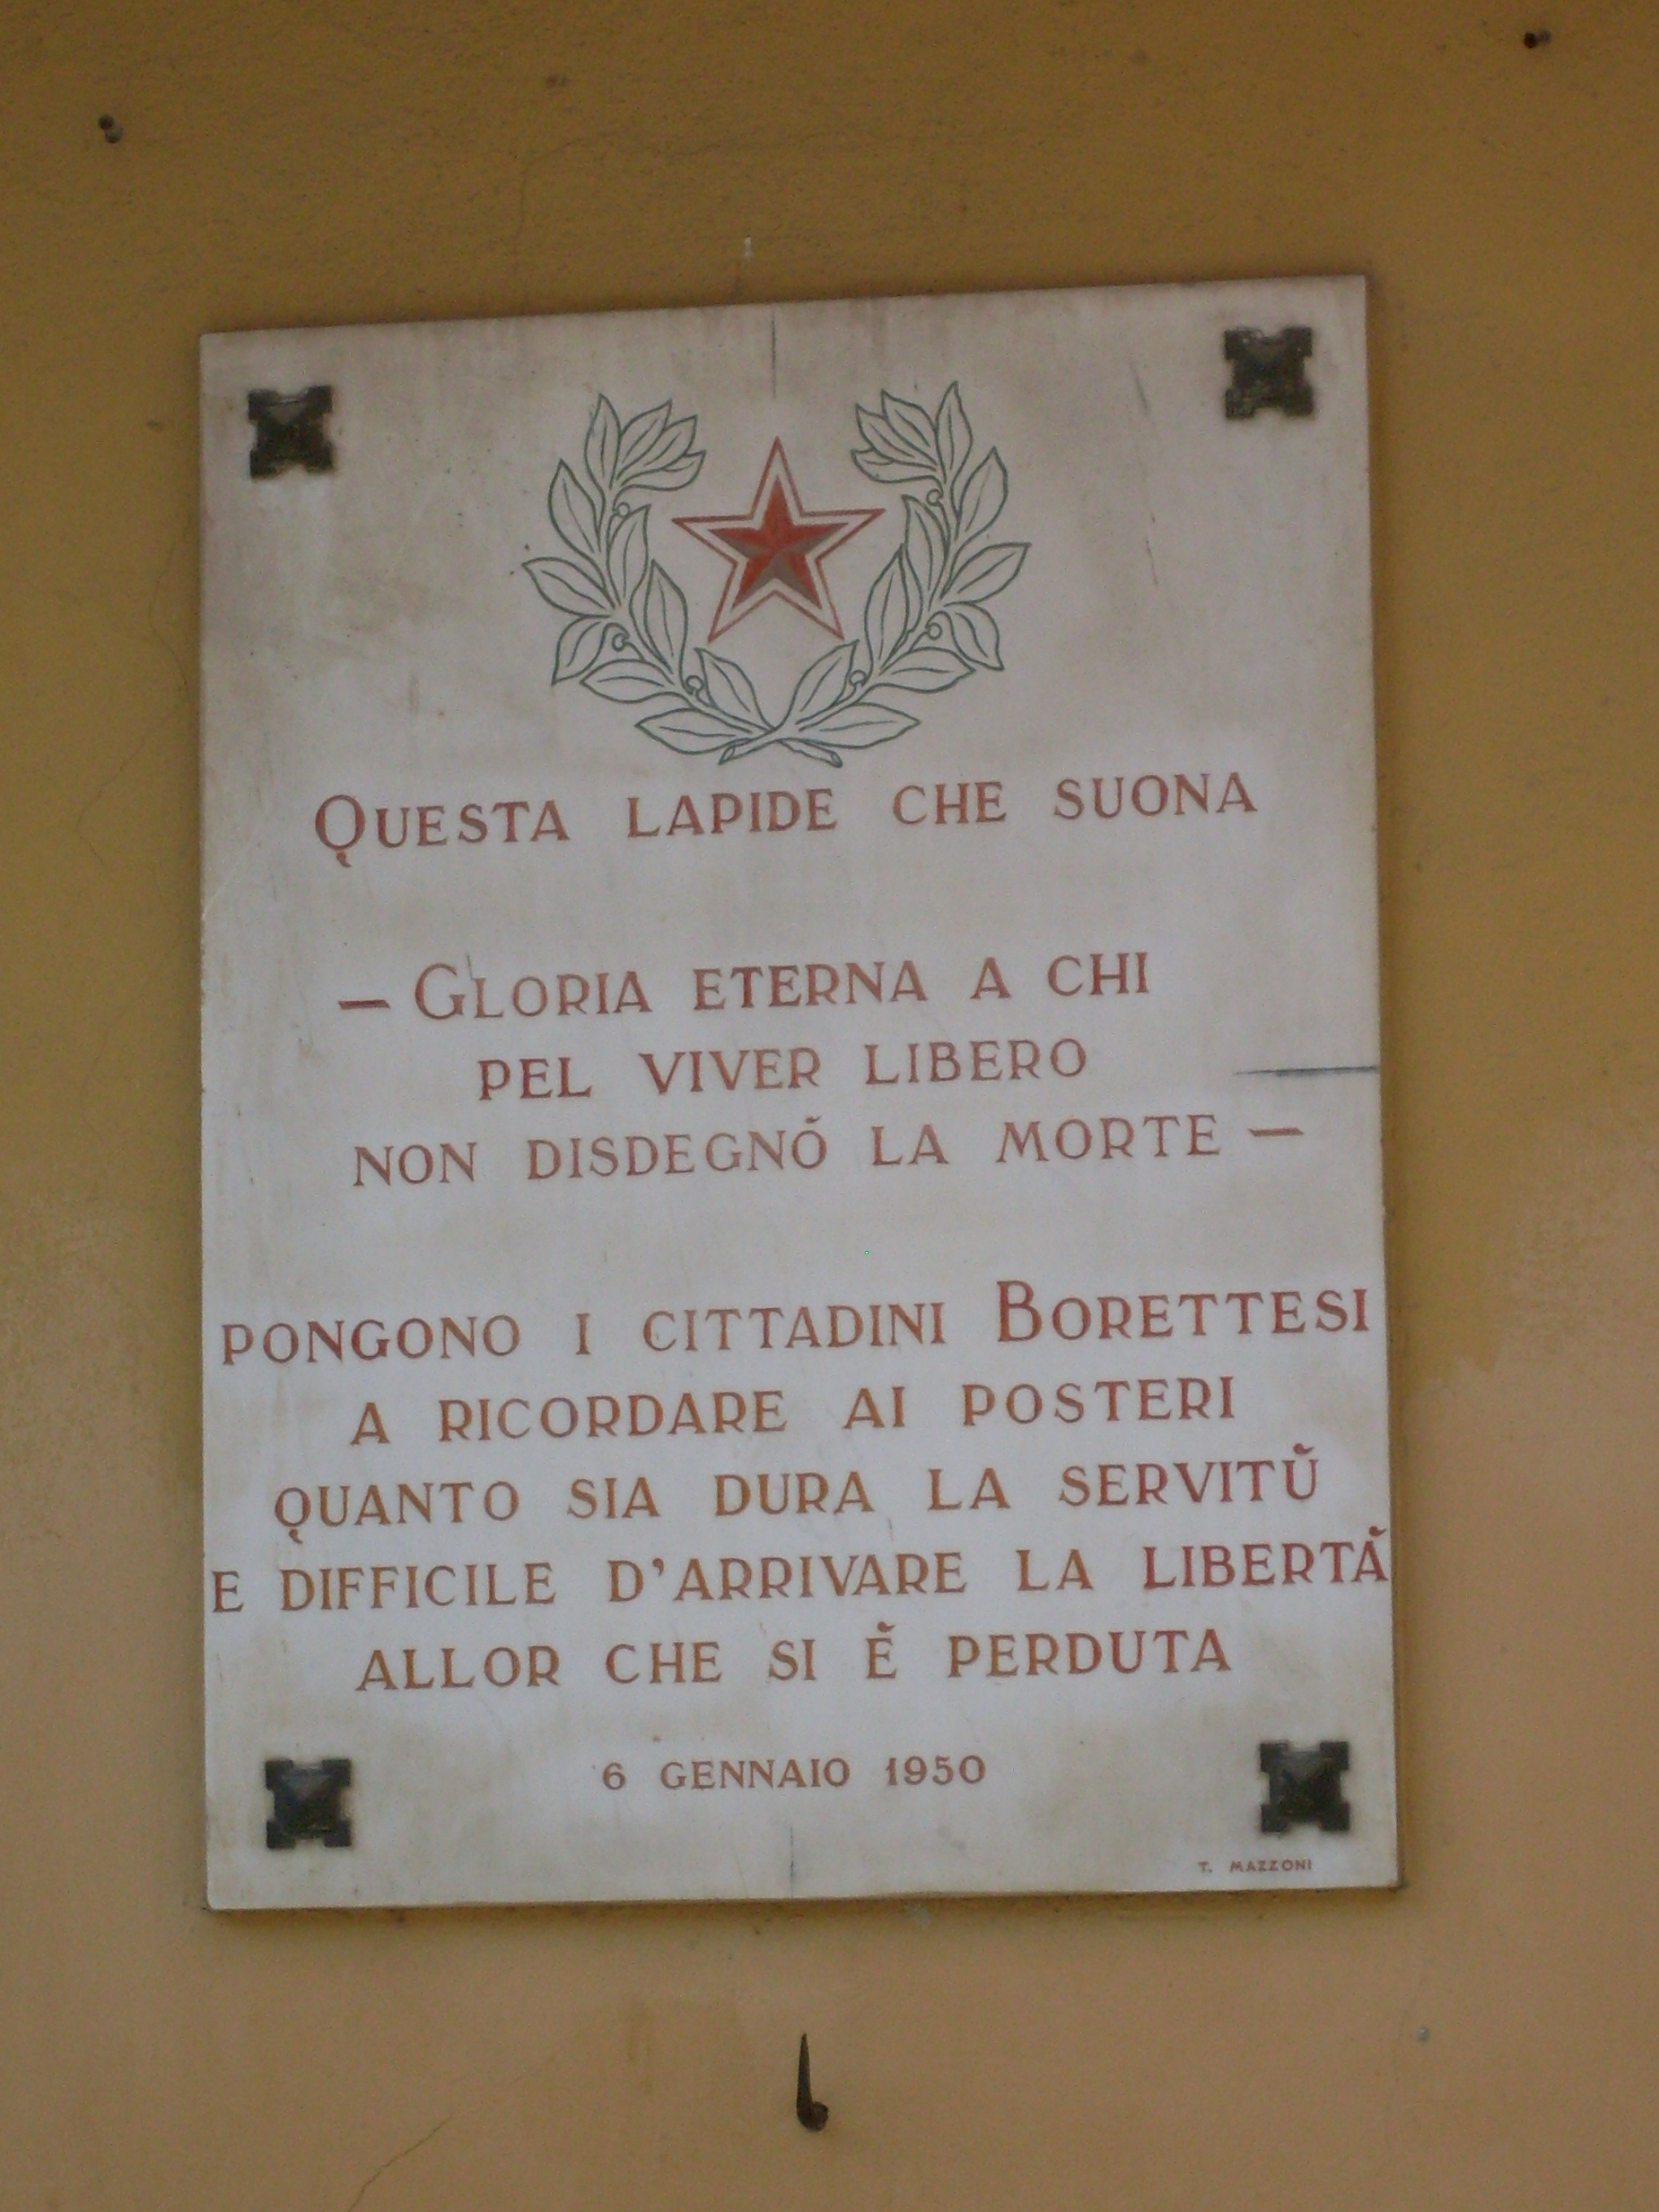 QUESTA LAPIDE CHE SUONA
— GLORIA ETERNA A CHI
PEL VIVER LIBERO
NON DISDEGNÒ LA MORTE —
PONGONO I CITTADINI BORETTESI
A RICORDARE AI POSTERI
QUANTO SIA DURA LA SERVITÙ
E DIFFICILE D'ARRIVARE LA LIBERTÀ
ALLOR CHE SI È PERDUTA
6 GENNAIO 1950
T. MAZZONI